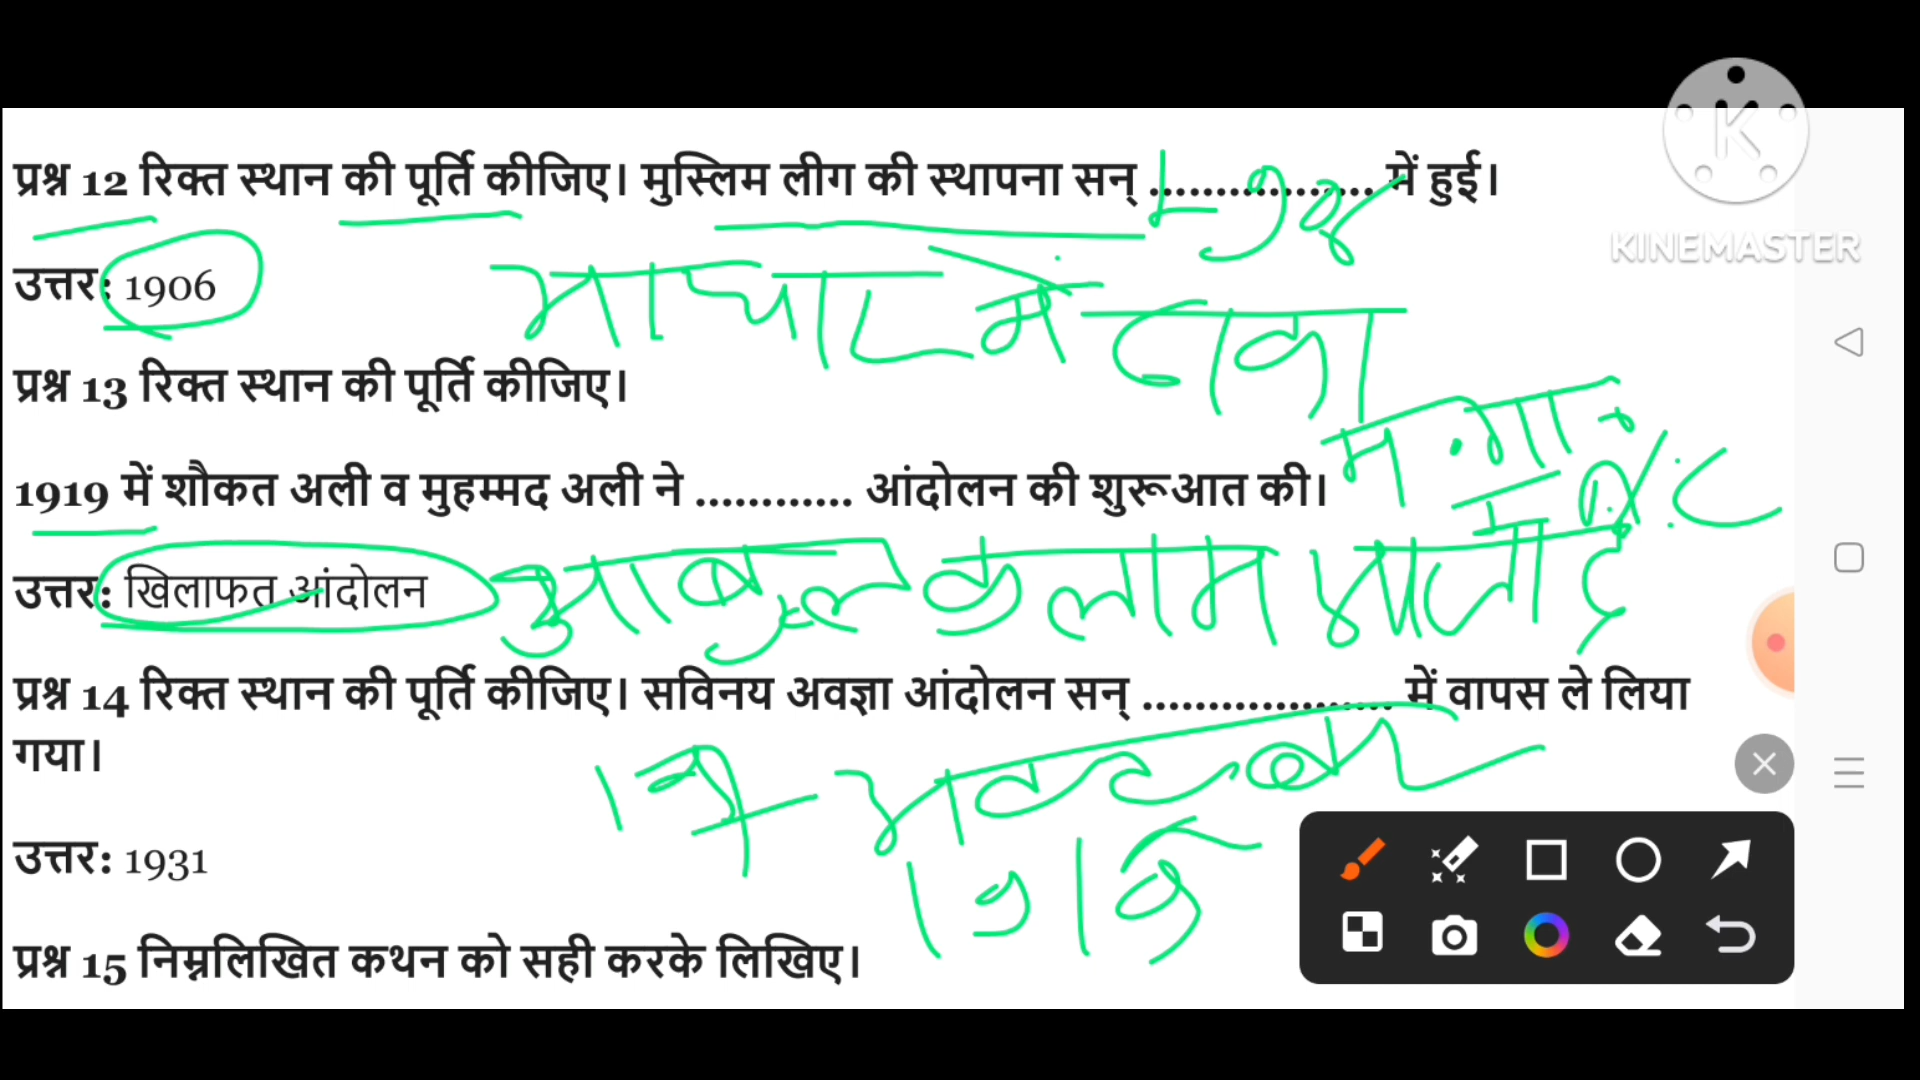 प्रश्न 12 रिक्त स्थान की पूर्ति कीजिए। मुस्लिम लीग की स्थापना सन् ................. में हुई।
KINEMASTER
उत्तर: 1906
प्रश्न 13 रिक्त स्थान की पूर्ति कीजिए।
1919 में शौकत अली व मुहम्मद अली ने ............ आंदोलन की शुरूआत की।
उत्तर: खिलाफत आंदोलन
आबुल कलाम आजाद
प्रश्न 14 रिक्त स्थान की पूर्ति कीजिए। सविनय अवज्ञा आंदोलन सन् ................... में वापस ले लिया
गया।
उत्तर: 1931
प्रश्न 15 निम्नलिखित कथन को सही करके लिखिए।